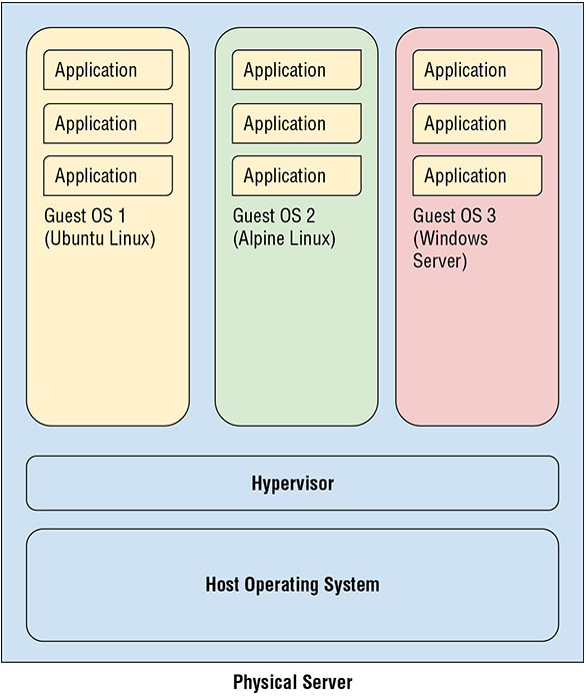 Application
Application
Application
Guest OS 1
(Ubuntu Linux)
Application
Application
Application
Guest OS 2
(Alpine Linux)
Application
Application
Application
Guest OS 3
(Windows
Server)
Hypervisor
Host Operating System
Physical Server